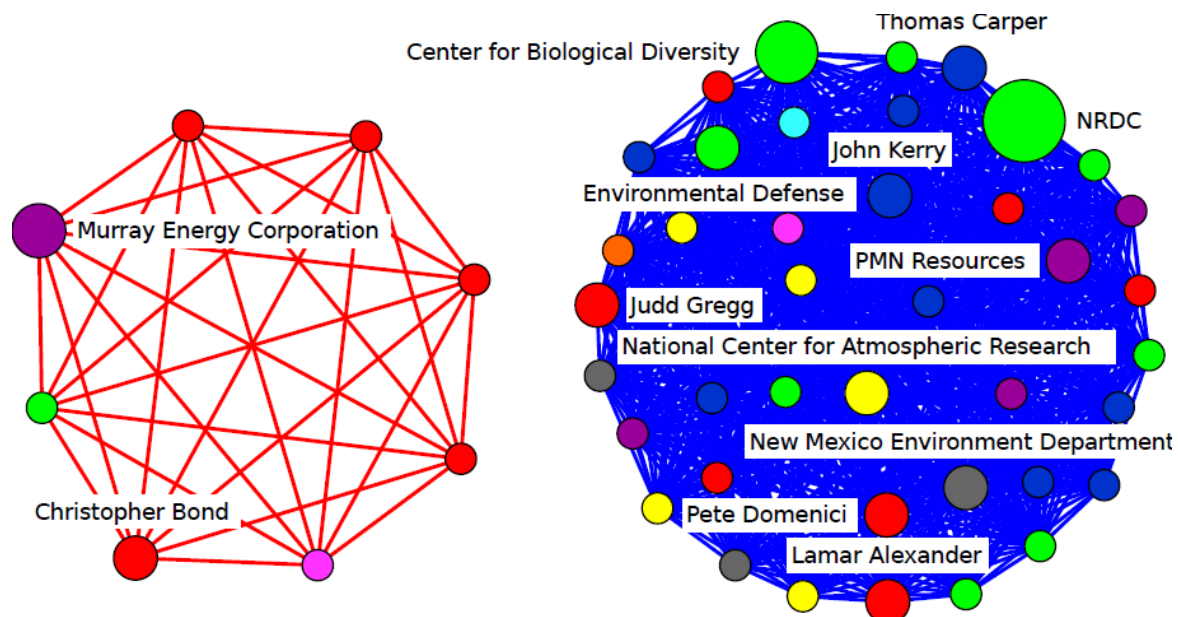 Thomas Carper
Center for Biological Diversity
NRDC
John Kerry
Environmental Defense
Murray Energy Corporation
PMN Resources
Judd Gregg
National Center for Atmospheric Research
New Mexico Environment Department
Christopher Bond
Pete Domenici
Lamar Alexander